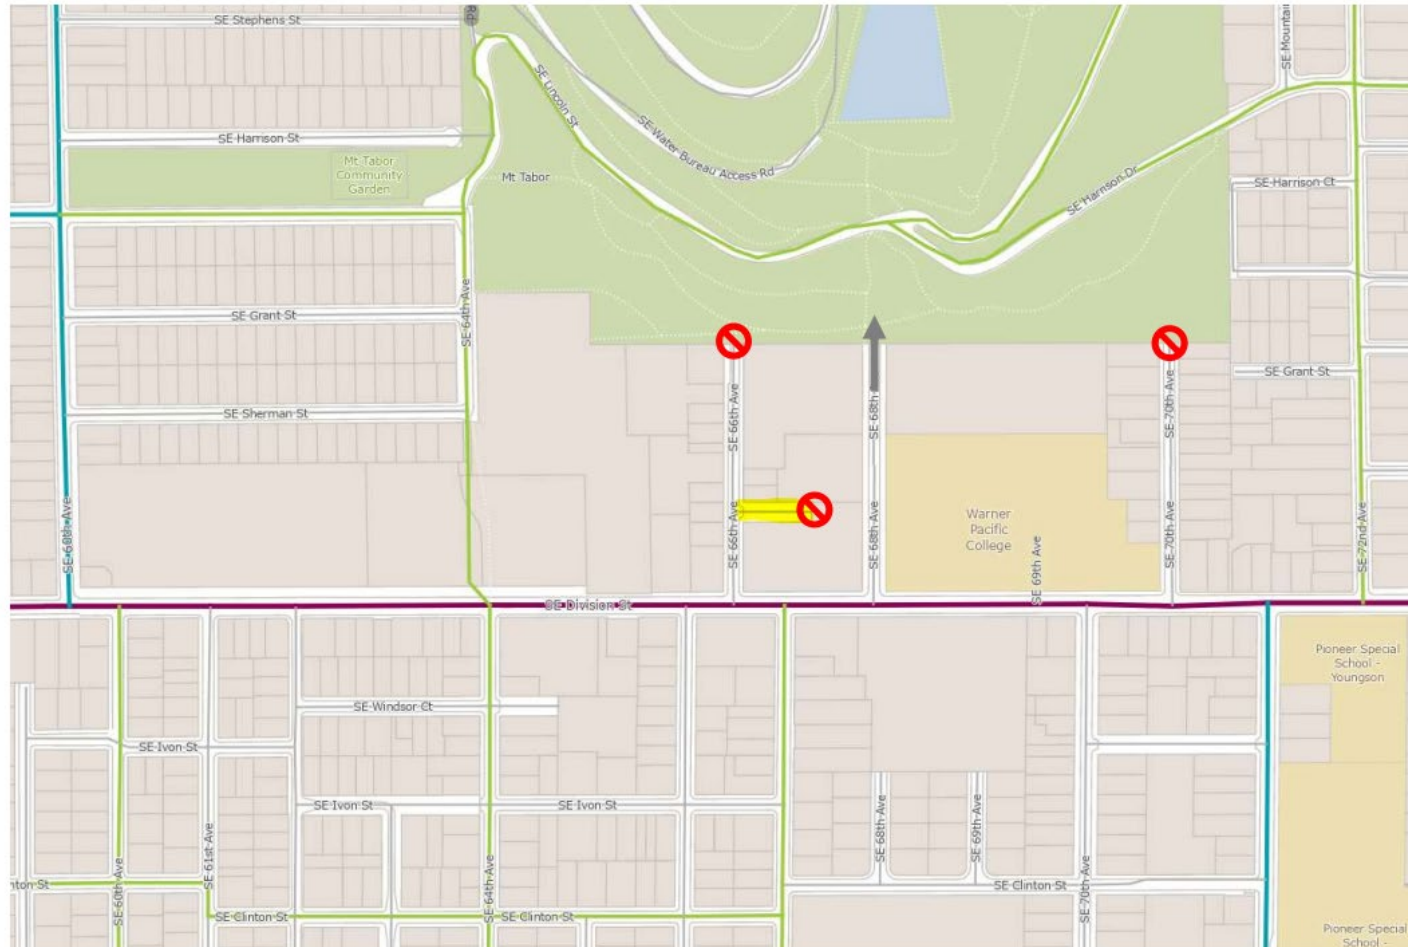 SE Stephens St
Rd
SE Mountain
SE Lincoln St
SE Harrison St
SE Water Bureau Access Rd
Mt Tabor
Community
Garden
Mt Tabor
SE Harrison Dr
SE Harrison Ct
SE 64th Ave
SE Grant St
SE Grant St
SE Sherman St
SE 66th Ave
SE 68th
SE 70th Ave
SE 60th Ave
SE 66th Ave
SE 68th Ave
Warner
Pacific
College
SE 69th Ave
SE 70th Ave
SE 72nd Ave
SE Division St
Pioneer Special
School -
Youngson
SE Windsor Ct
SE Ivon St
SE Ivon St
SE Ivon St
SE 61st Ave
SE 68th Ave
SE 69th Ave
nton St
SE 60th Ave
SE 64th Ave
SE 70th Ave
SE Clinton St
SE Clinton St
SE Clinton St
Pioneer Special
School -